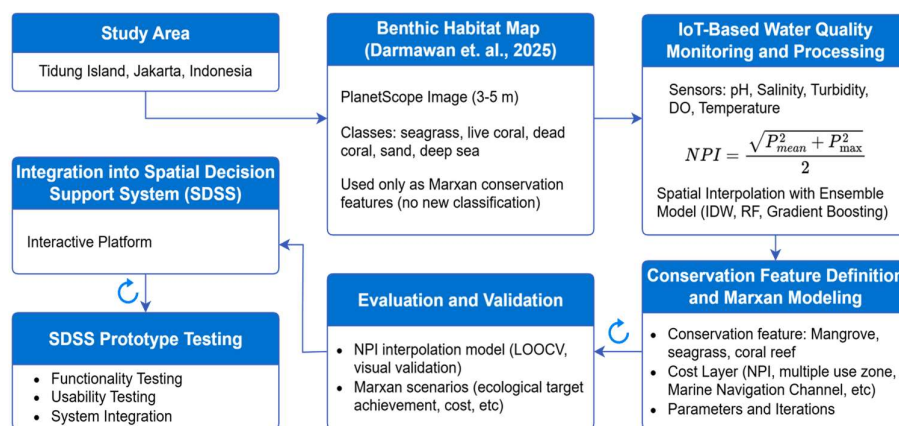 Study Area
Tidung Island, Jakarta, Indonesia
Benthic Habitat Map
(Darmawan et. al., 2025)
PlanetScope Image (3-5 m)
Classes: seagrass, live coral, dead
coral, sand, deep sea
Used only as Marxan conservation
features (no new classification)
IoT-Based Water Quality
Monitoring and Processing
Sensors: pH, Salinity, Turbidity,
DO, Temperature
NPI = √(P²mean + P²max) / 2
Spatial Interpolation with Ensemble
Model (IDW, RF, Gradient Boosting)
Conservation Feature Definition
and Marxan Modeling
• Conservation feature: Mangrove,
seagrass, coral reef
• Cost Layer (NPI, multiple use zone,
Marine Navigation Channel, etc)
• Parameters and Iterations
Evaluation and Validation
• NPI interpolation model (LOOCV,
visual validation)
• Marxan scenarios (ecological target
achievement, cost, etc)
Integration into Spatial Decision
Support System (SDSS)
Interactive Platform
SDSS Prototype Testing
• Functionality Testing
• Usability Testing
• System Integration